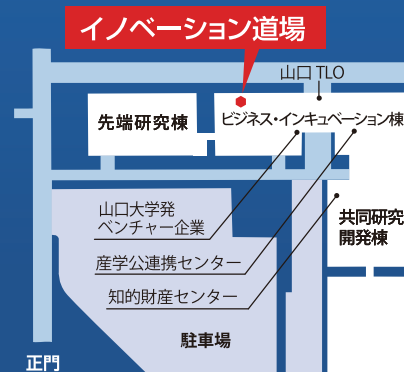 イノベーション道場
山口TLO
先端研究棟
ビジネス・インキュベーション棟
山口大学発
ベンチャー企業
共同研究
開発棟
産学公連携センター
知的財産センター
駐車場
正門